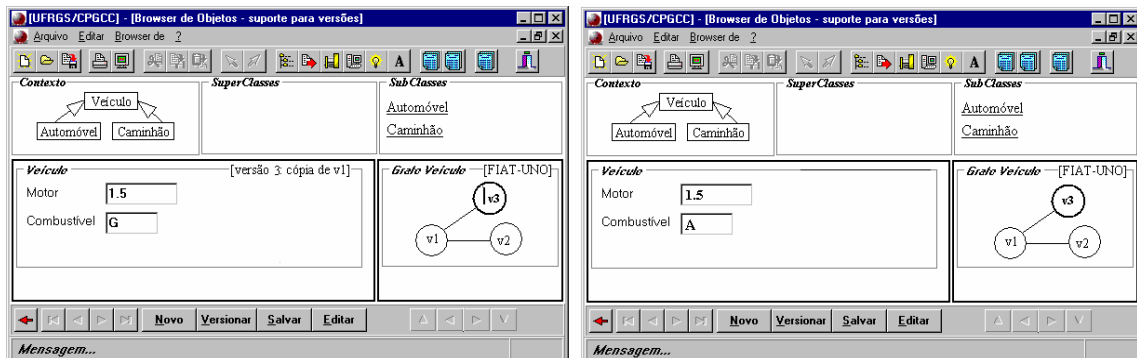 [UFRGS/CPGCC] - [Browser de Objetos - suporte para versões]
Arquivo Editar Browser de ?
Contexto SuperClasses SubClasses
Veículo
Automóvel Caminhão
Automóvel
Caminhão
Veículo [versão 3: cópia de v1] Grafo Veículo [FIAT-UNO]
Motor 1.5
Combustível G
v3
v1 v2
Novo Versionar Salvar Editar
Mensagem...
[UFRGS/CPGCC] - [Browser de Objetos - suporte para versões]
Arquivo Editar Browser de ?
Contexto SuperClasses SubClasses
Veículo
Automóvel Caminhão
Automóvel
Caminhão
Veículo Grafo Veículo [FIAT-UNO]
Motor 1.5
Combustível A
v3
v1 v2
Novo Versionar Salvar Editar
Mensagem...